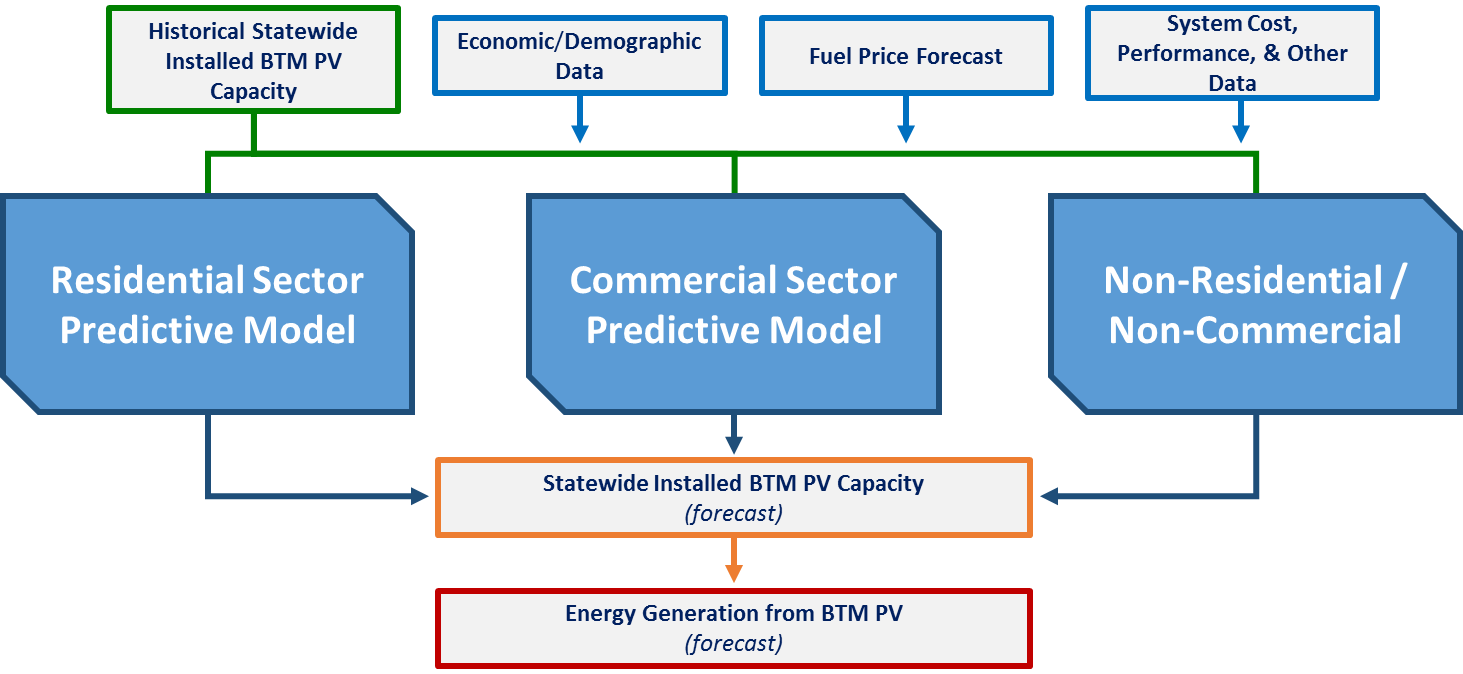 Historical Statewide
Installed BTM PV
Capacity
Economic/Demographic
Data
Fuel Price Forecast
System Cost,
Performance, & Other
Data
Residential Sector
Predictive Model
Commercial Sector
Predictive Model
Non-Residential /
Non-Commercial
Statewide Installed BTM PV Capacity
(forecast)
Energy Generation from BTM PV
(forecast)